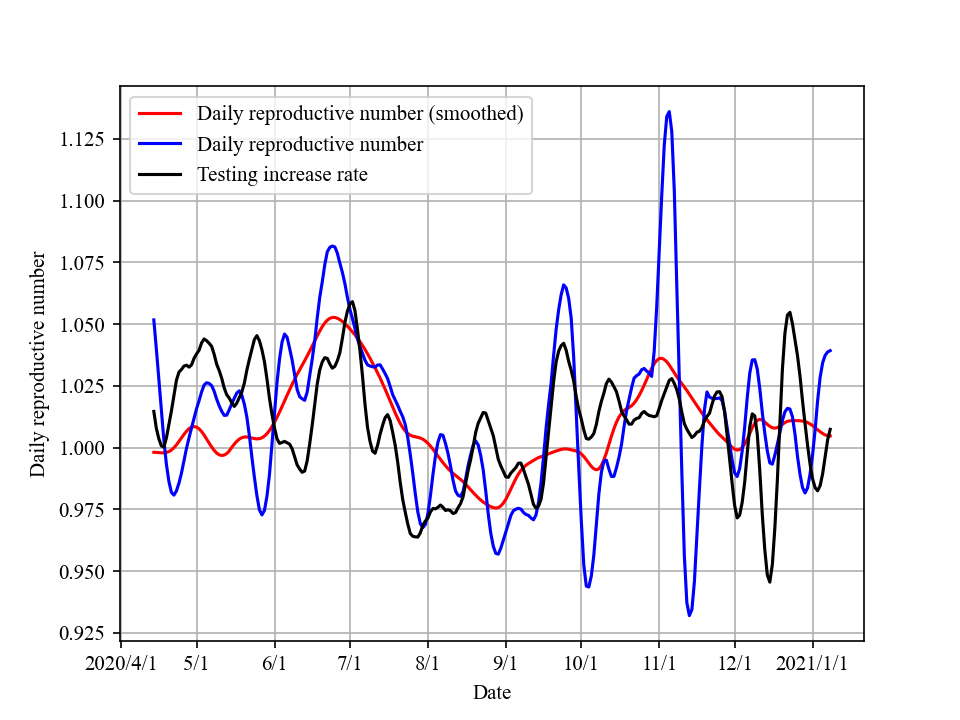 Daily reproductive number (smoothed)
Daily reproductive number
Testing increase rate
Daily reproductive number
1.125
1.100
1.075
1.050
1.025
1.000
0.975
0.950
0.925
2020/4/1 5/1 6/1 7/1 8/1 9/1 10/1 11/1 12/1 2021/1/1
Date